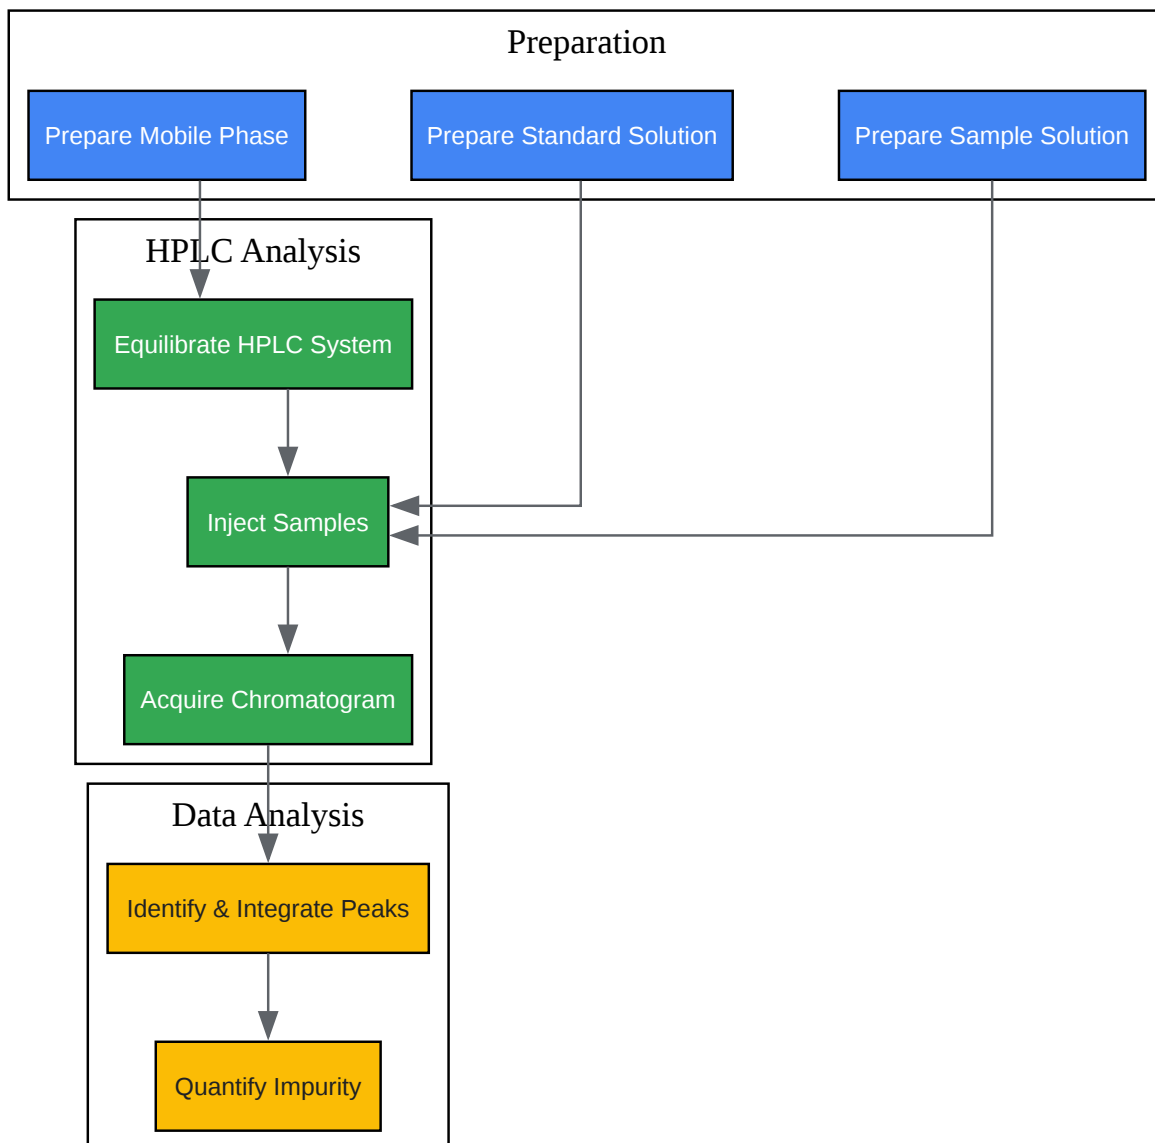 Preparation
Prepare Mobile Phase
Prepare Standard Solution
Prepare Sample Solution
HPLC Analysis
Equilibrate HPLC System
Inject Samples
Acquire Chromatogram
Data Analysis
Identify & Integrate Peaks
Quantify Impurity